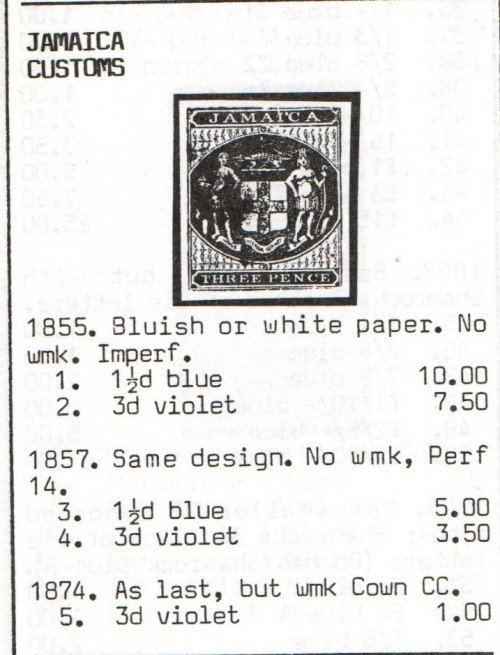 JAMAICA
CUSTOMS
JAMAICA
THREE PENCE
1855. Bluish or white paper. No
wmk. Imperf.
1. 1½d blue 10.00
2. 3d violet 7.50
1857. Same design. No wmk, Perf
14.
3. 1½d blue 5.00
4. 3d violet 3.50
1874. As last, but wmk Cown CC.
5. 3d violet 1.00